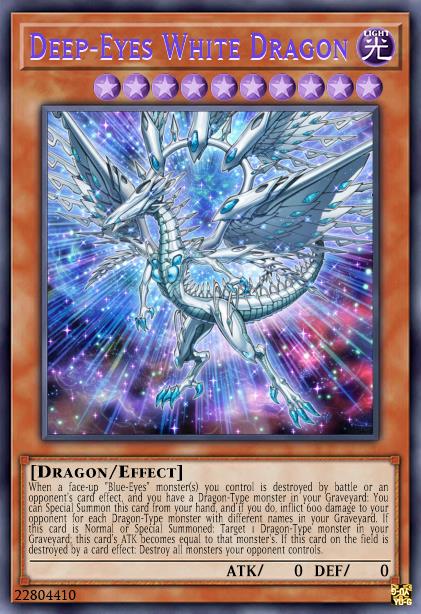 Deep-Eyes White Dragon
LIGHT
光
[Dragon/Effect]
When a face-up "Blue-Eyes" monster(s) you control is destroyed by battle or an
opponent's card effect, and you have a Dragon-Type monster in your Graveyard: You
can Special Summon this card from your hand, and if you do, inflict 600 damage to your
opponent for each Dragon-Type monster with different names in your Graveyard. If
this card is Normal or Special Summoned: Target 1 Dragon-Type monster in
your Graveyard; this card's ATK becomes equal to that monster's. If this card on the field is
destroyed by a card effect: Destroy all monsters your opponent controls.
ATK/ 0 DEF/ 0
22804410